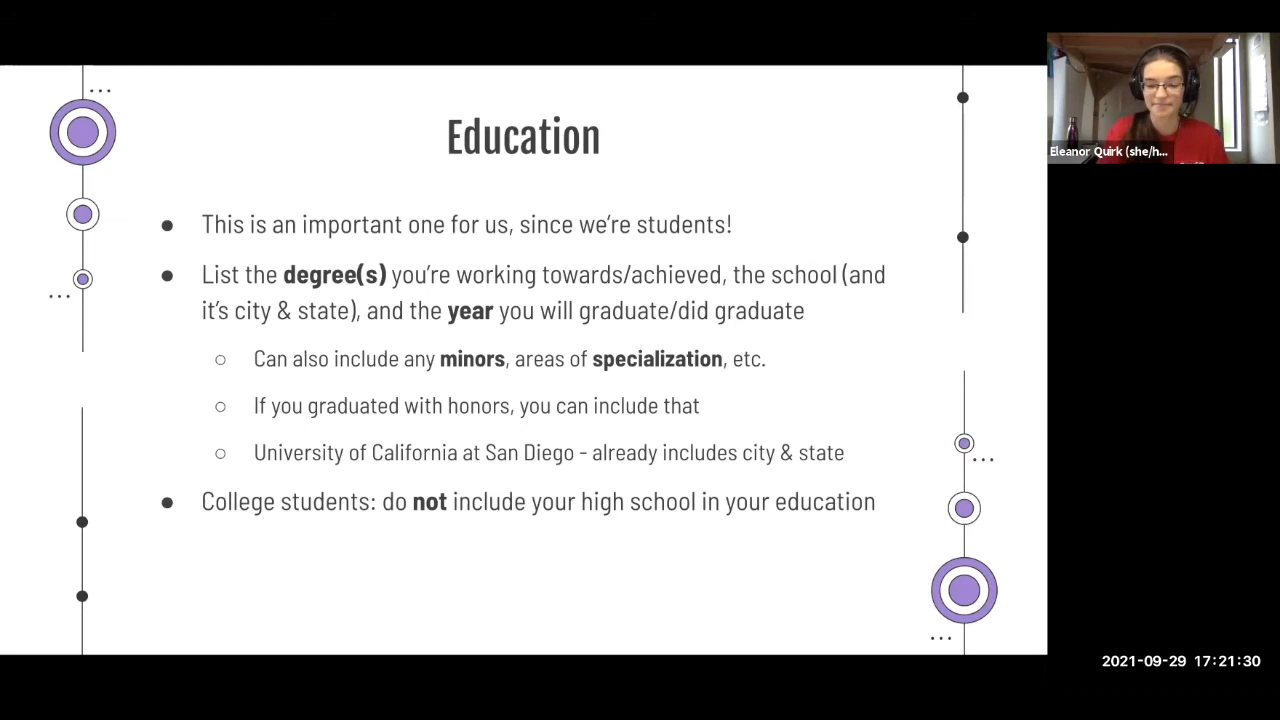 Education
● This is an important one for us, since we're students!
● List the degree(s) you're working towards/achieved, the school (and
it's city & state), and the year you will graduate/did graduate
○ Can also include any minors, areas of specialization, etc.
○ If you graduated with honors, you can include that
○ University of California at San Diego - already includes city & state
● College students: do not include your high school in your education
Eleanor Quirk (she/h...
2021-09-29 17:21:30